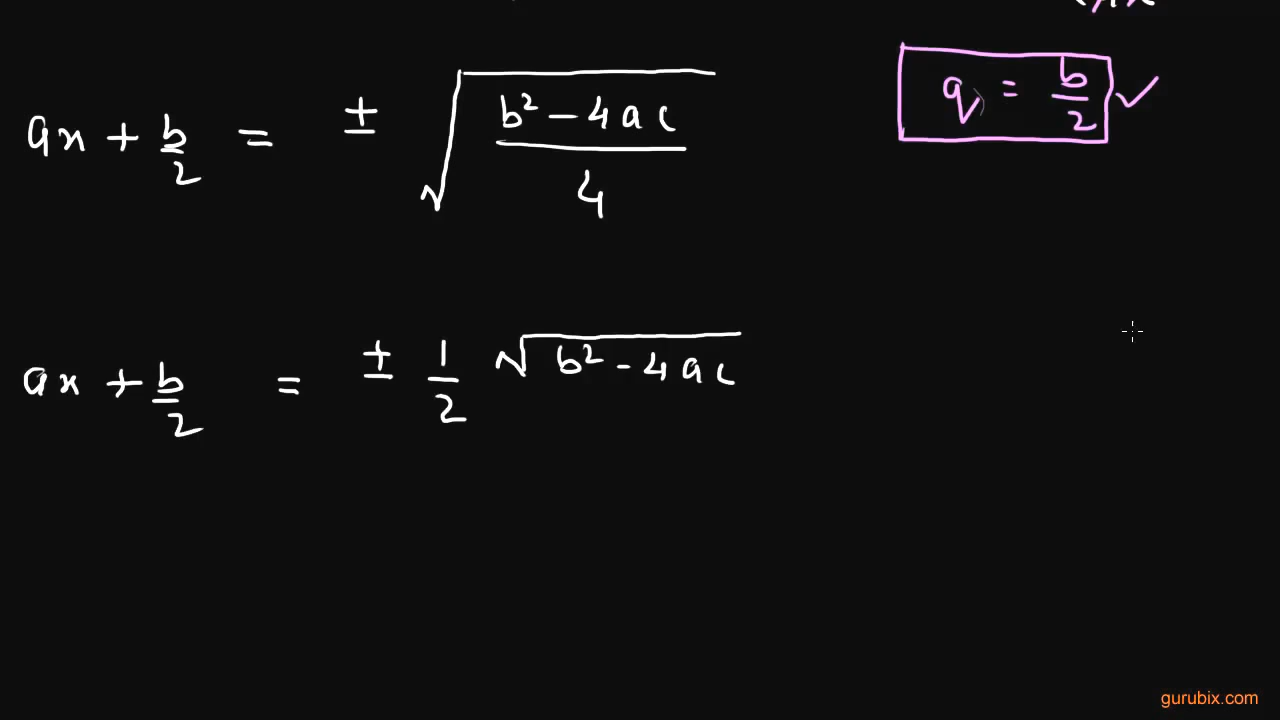 q = b/2 ✓
ax + b/2 = ± √((b² - 4ac)/4)
ax + b/2 = ± 1/2 √(b² - 4ac)
gurubix.com